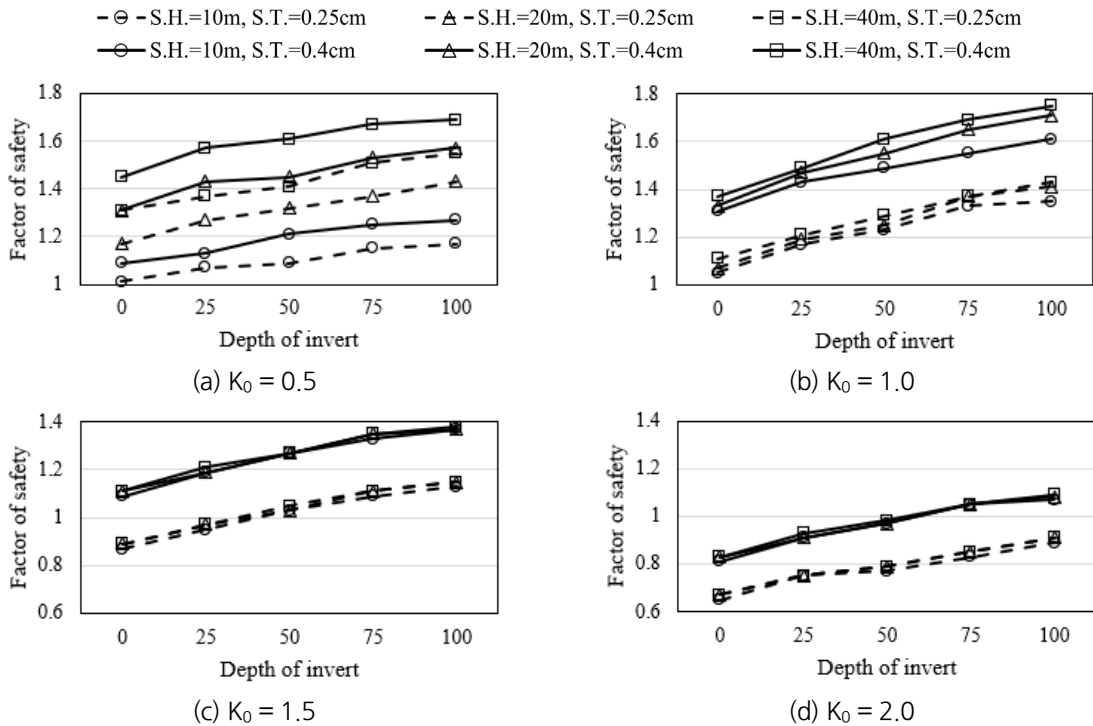 S.H.=10m, S.T.=0.25cm S.H.=20m, S.T.=0.25cm S.H.=40m, S.T.=0.25cm
S.H.=10m, S.T.=0.4cm S.H.=20m, S.T.=0.4cm S.H.=40m, S.T.=0.4cm
Factor of safety
1.8
1.6
1.4
1.2
1
0 25 50 75 100
Depth of invert
(a) K₀ = 0.5
Factor of safety
1.8
1.6
1.4
1.2
1
0 25 50 75 100
Depth of invert
(b) K₀ = 1.0
Factor of safety
1.4
1.2
1
0.8
0.6
0 25 50 75 100
Depth of invert
(c) K₀ = 1.5
Factor of safety
1.4
1.2
1
0.8
0.6
0 25 50 75 100
Depth of invert
(d) K₀ = 2.0